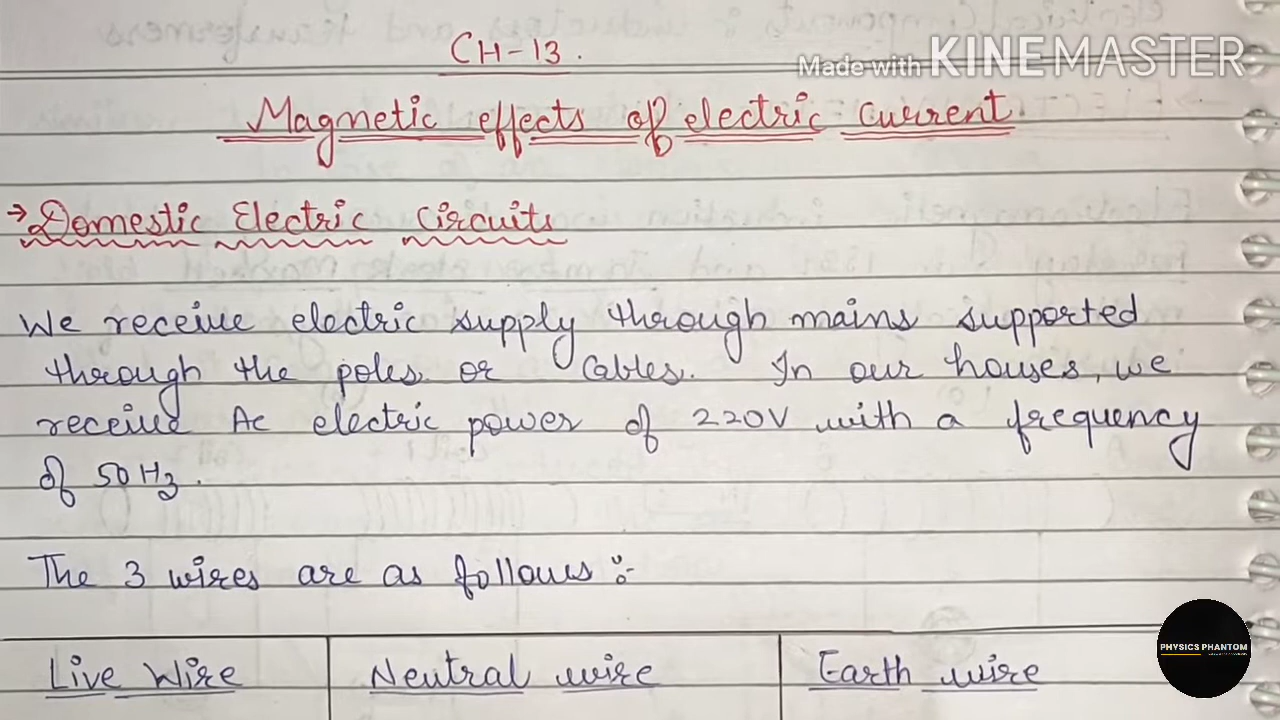 CH-13.
Made with KINEMASTER
Magnetic effects of electric current.
→ Domestic Electric Circuits
We receive electric supply through mains supported
through the poles or Cables. In our houses, we
receive AC electric power of 220V with a frequency
of 50 Hz.
The 3 wires are as follows :-
Live Wire
Neutral wire
Earth wire
PHYSICS PHANTOM